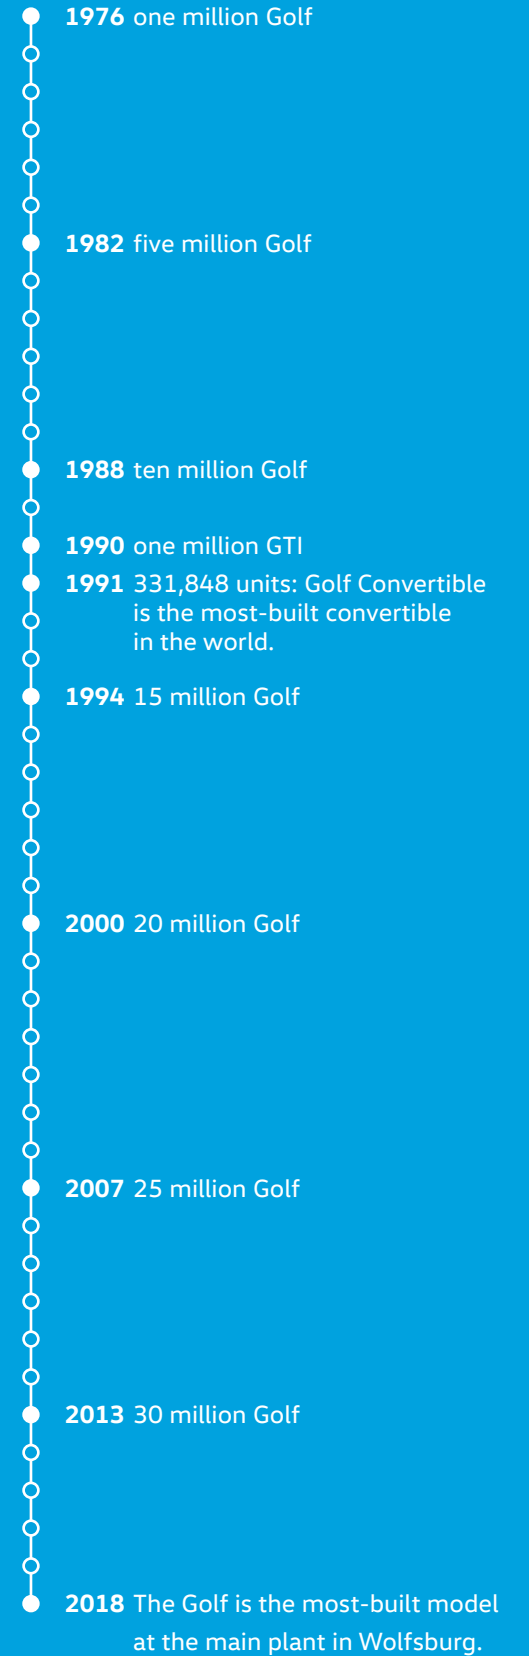 1976 one million Golf
1982 five million Golf
1988 ten million Golf
1990 one million GTI
1991 331,848 units: Golf Convertible
is the most-built convertible
in the world.
1994 15 million Golf
2000 20 million Golf
2007 25 million Golf
2013 30 million Golf
2018 The Golf is the most-built model
at the main plant in Wolfsburg.